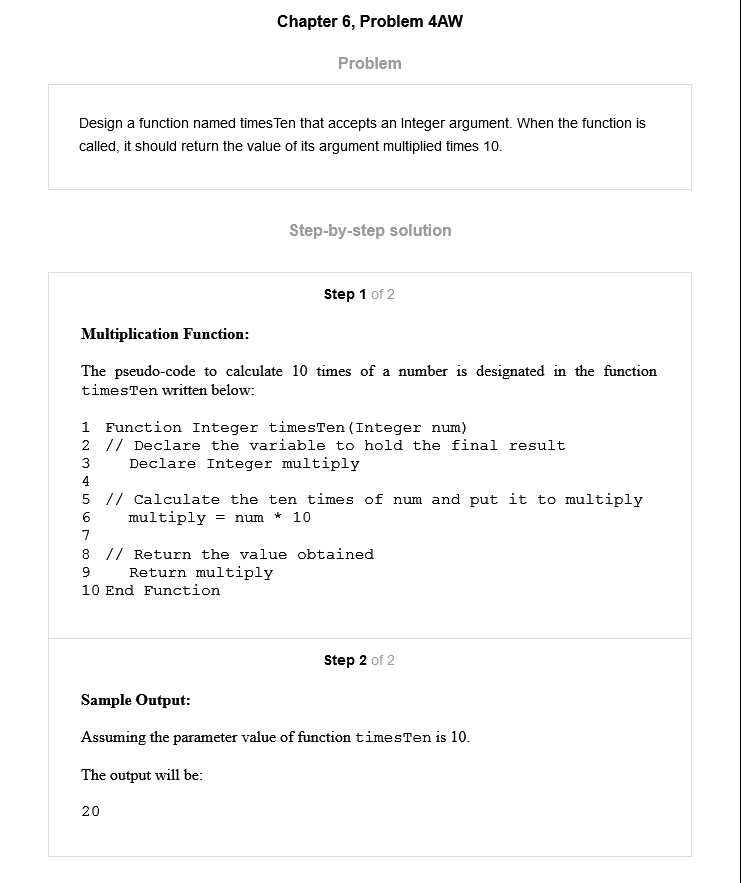 Chapter 6, Problem 4AW
Problem
Design a function named timesTen that accepts an Integer argument. When the function is
called, it should return the value of its argument multiplied times 10.
Step-by-step solution
Step 1 of 2
Multiplication Function:
The pseudo-code to calculate 10 times of a number is designated in the function
timesTen written below:
1 Function Integer timesTen(Integer num)
2 // Declare the variable to hold the final result
3 Declare Integer multiply
4
5 // Calculate the ten times of num and put it to multiply
6 multiply = num * 10
7
8 // Return the value obtained
9 Return multiply
10 End Function
Step 2 of 2
Sample Output:
Assuming the parameter value of function timesTen is 10.
The output will be:
20